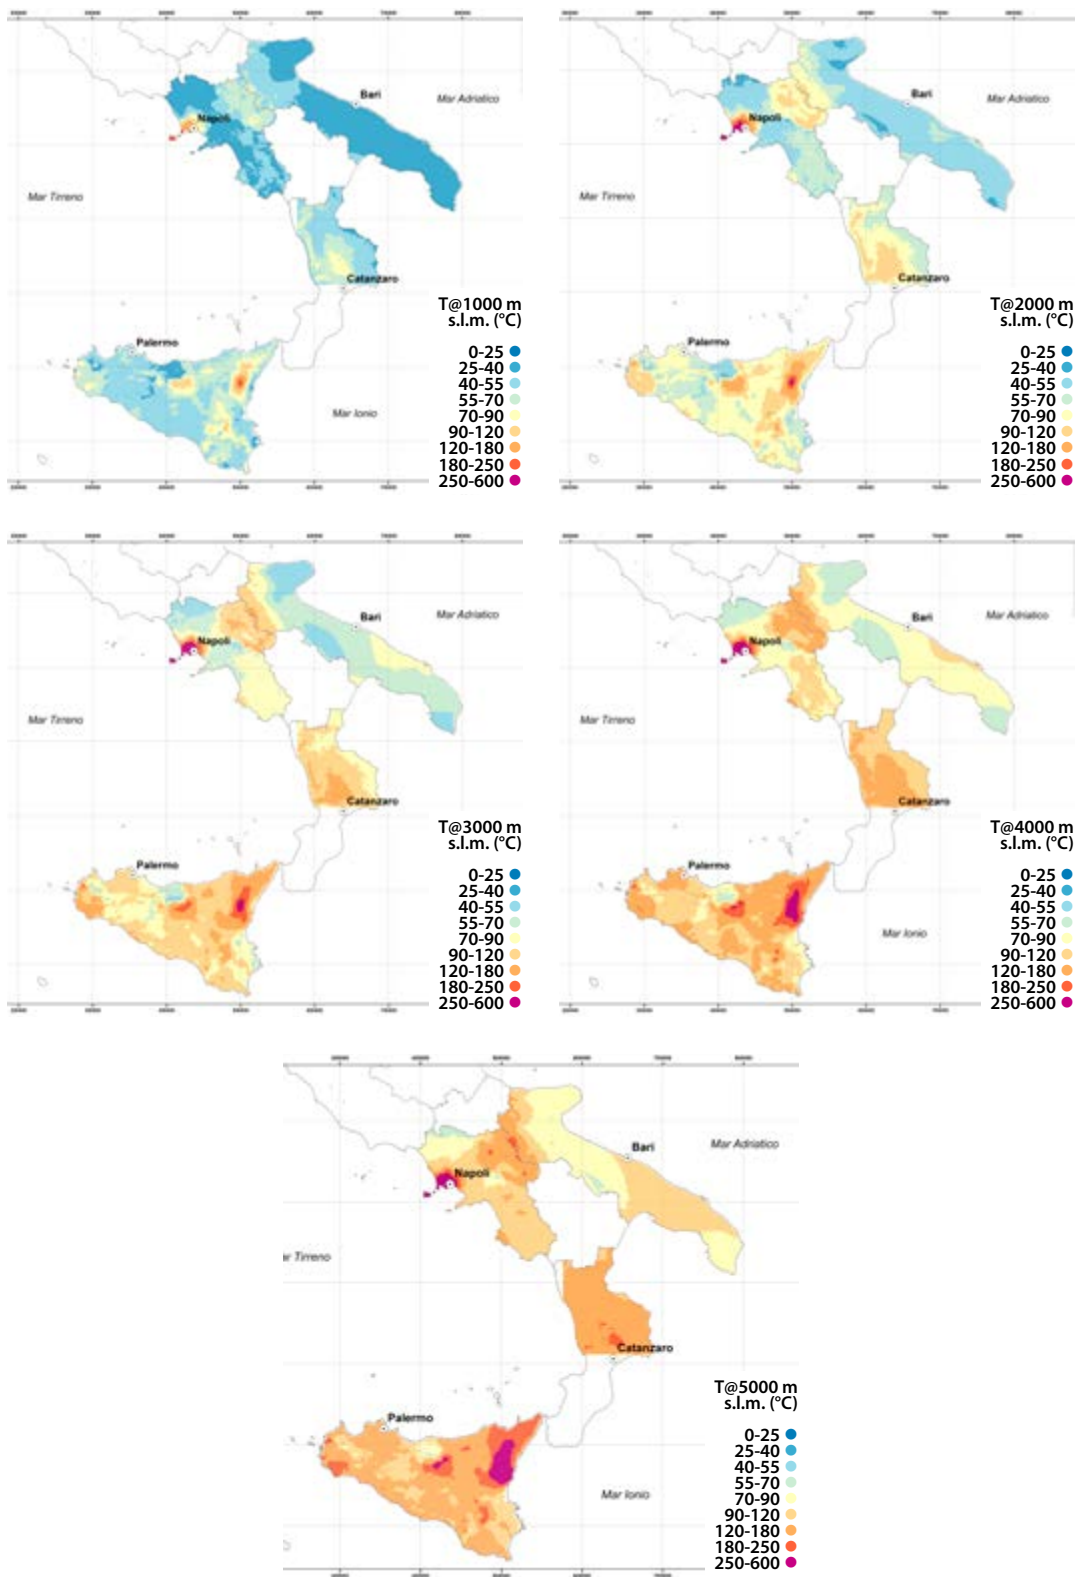 Bari
Mar Adriatico
Napoli
Mar Tirreno
Catanzaro
Palermo
Mar Ionio
T@1000 m
s.l.m. (°C)
0-25
25-40
40-55
55-70
70-90
90-120
120-180
180-250
250-600
Bari
Mar Adriatico
Napoli
Mar Tirreno
Catanzaro
Palermo
T@2000 m
s.l.m. (°C)
0-25
25-40
40-55
55-70
70-90
90-120
120-180
180-250
250-600
Bari
Mar Adriatico
Napoli
Mar Tirreno
Catanzaro
Palermo
T@3000 m
s.l.m. (°C)
0-25
25-40
40-55
55-70
70-90
90-120
120-180
180-250
250-600
Bari
Mar Adriatico
Napoli
Mar Tirreno
Catanzaro
Palermo
Mar Ionio
T@4000 m
s.l.m. (°C)
0-25
25-40
40-55
55-70
70-90
90-120
120-180
180-250
250-600
Bari
Mar Adriatico
Napoli
ar Tirreno
Catanzaro
Palermo
Mar Ionio
T@5000 m
s.l.m. (°C)
0-25
25-40
40-55
55-70
70-90
90-120
120-180
180-250
250-600